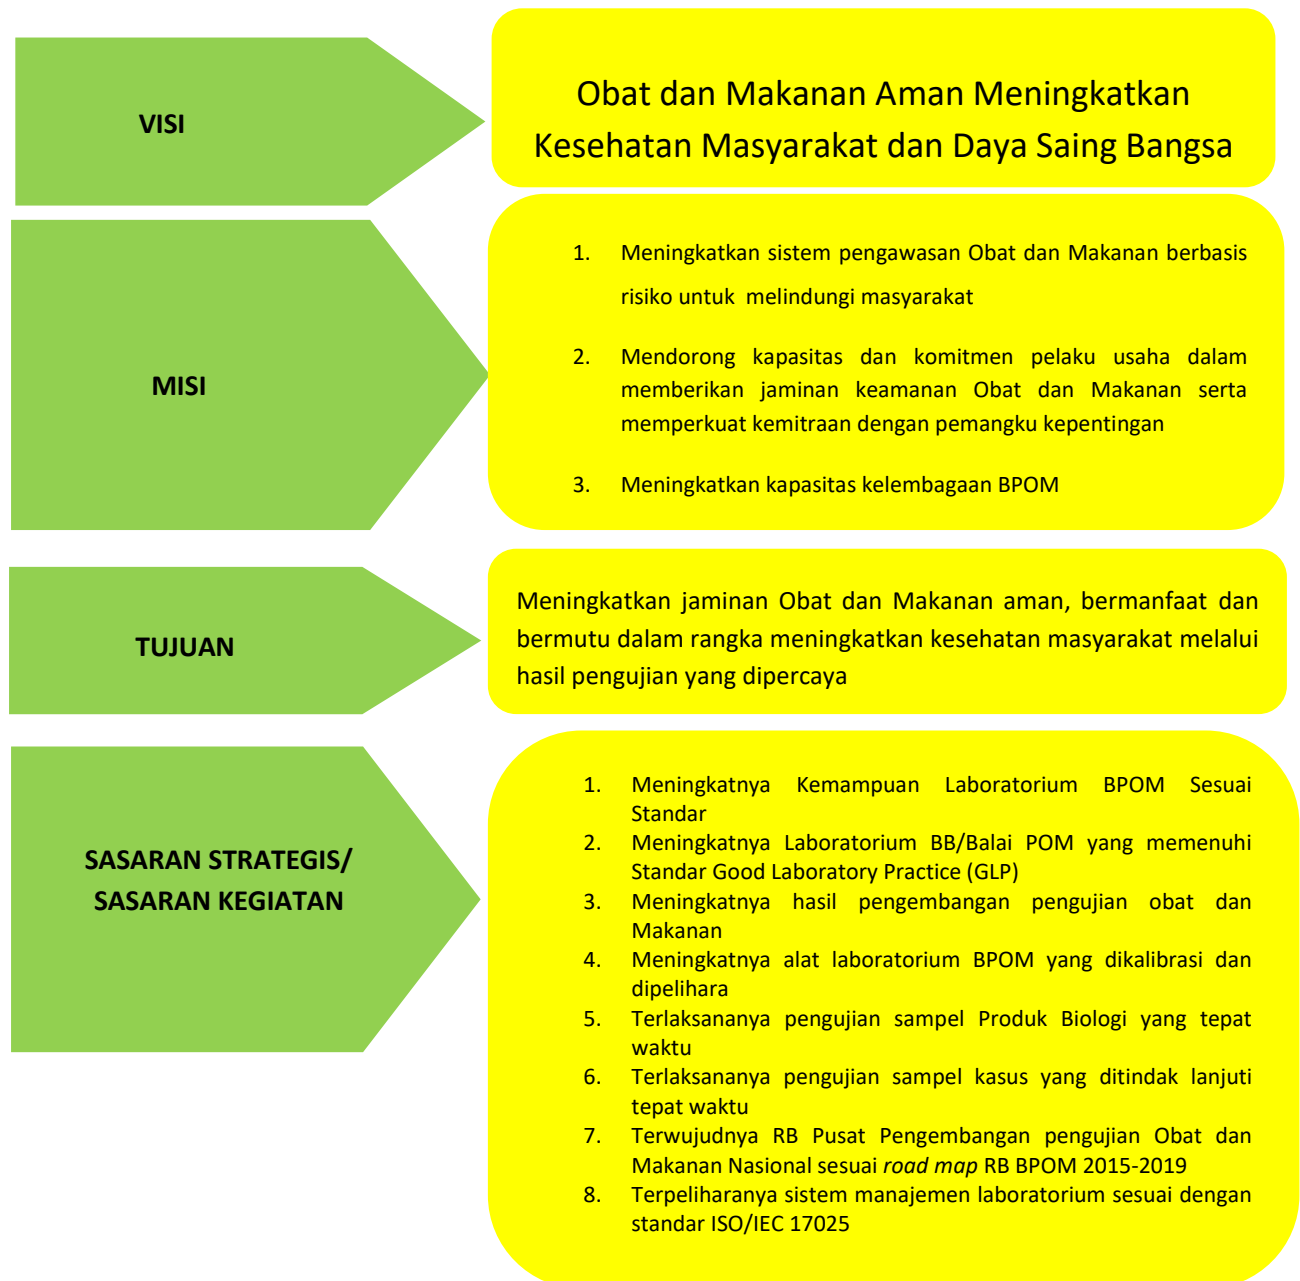 VISI
Obat dan Makanan Aman Meningkatkan
Kesehatan Masyarakat dan Daya Saing Bangsa
MISI
1. Meningkatkan sistem pengawasan Obat dan Makanan berbasis
risiko untuk melindungi masyarakat
2. Mendorong kapasitas dan komitmen pelaku usaha dalam
memberikan jaminan keamanan Obat dan Makanan serta
memperkuat kemitraan dengan pemangku kepentingan
3. Meningkatkan kapasitas kelembagaan BPOM
TUJUAN
Meningkatkan jaminan Obat dan Makanan aman, bermanfaat dan
bermutu dalam rangka meningkatkan kesehatan masyarakat melalui
hasil pengujian yang dipercaya
SASARAN STRATEGIS/
SASARAN KEGIATAN
1. Meningkatnya Kemampuan Laboratorium BPOM Sesuai
Standar
2. Meningkatnya Laboratorium BB/Balai POM yang memenuhi
Standar Good Laboratory Practice (GLP)
3. Meningkatnya hasil pengembangan pengujian obat dan
Makanan
4. Meningkatnya alat laboratorium BPOM yang dikalibrasi dan
dipelihara
5. Terlaksananya pengujian sampel Produk Biologi yang tepat
waktu
6. Terlaksananya pengujian sampel kasus yang ditindak lanjuti
tepat waktu
7. Terwujudnya RB Pusat Pengembangan pengujian Obat dan
Makanan Nasional sesuai road map RB BPOM 2015-2019
8. Terpeliharanya sistem manajemen laboratorium sesuai dengan
standar ISO/IEC 17025